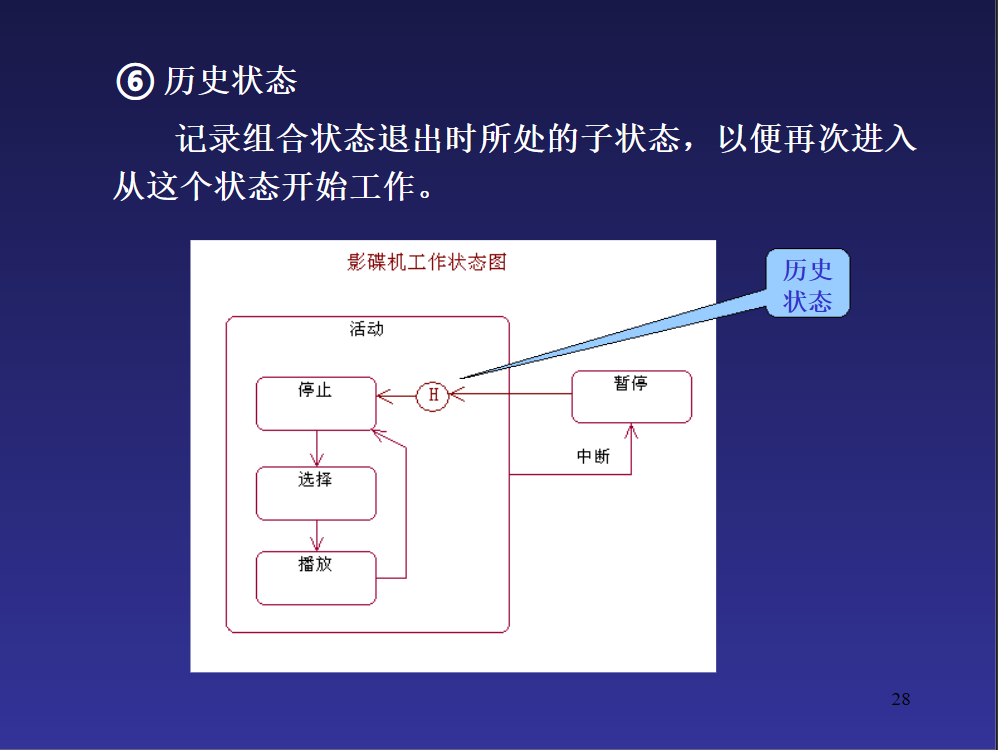 ⑥ 历史状态
记录组合状态退出时所处的子状态，以便再次进入
从这个状态开始工作。
影碟机工作状态图
历史
状态
活动
停止
H
暂停
中断
选择
播放
28